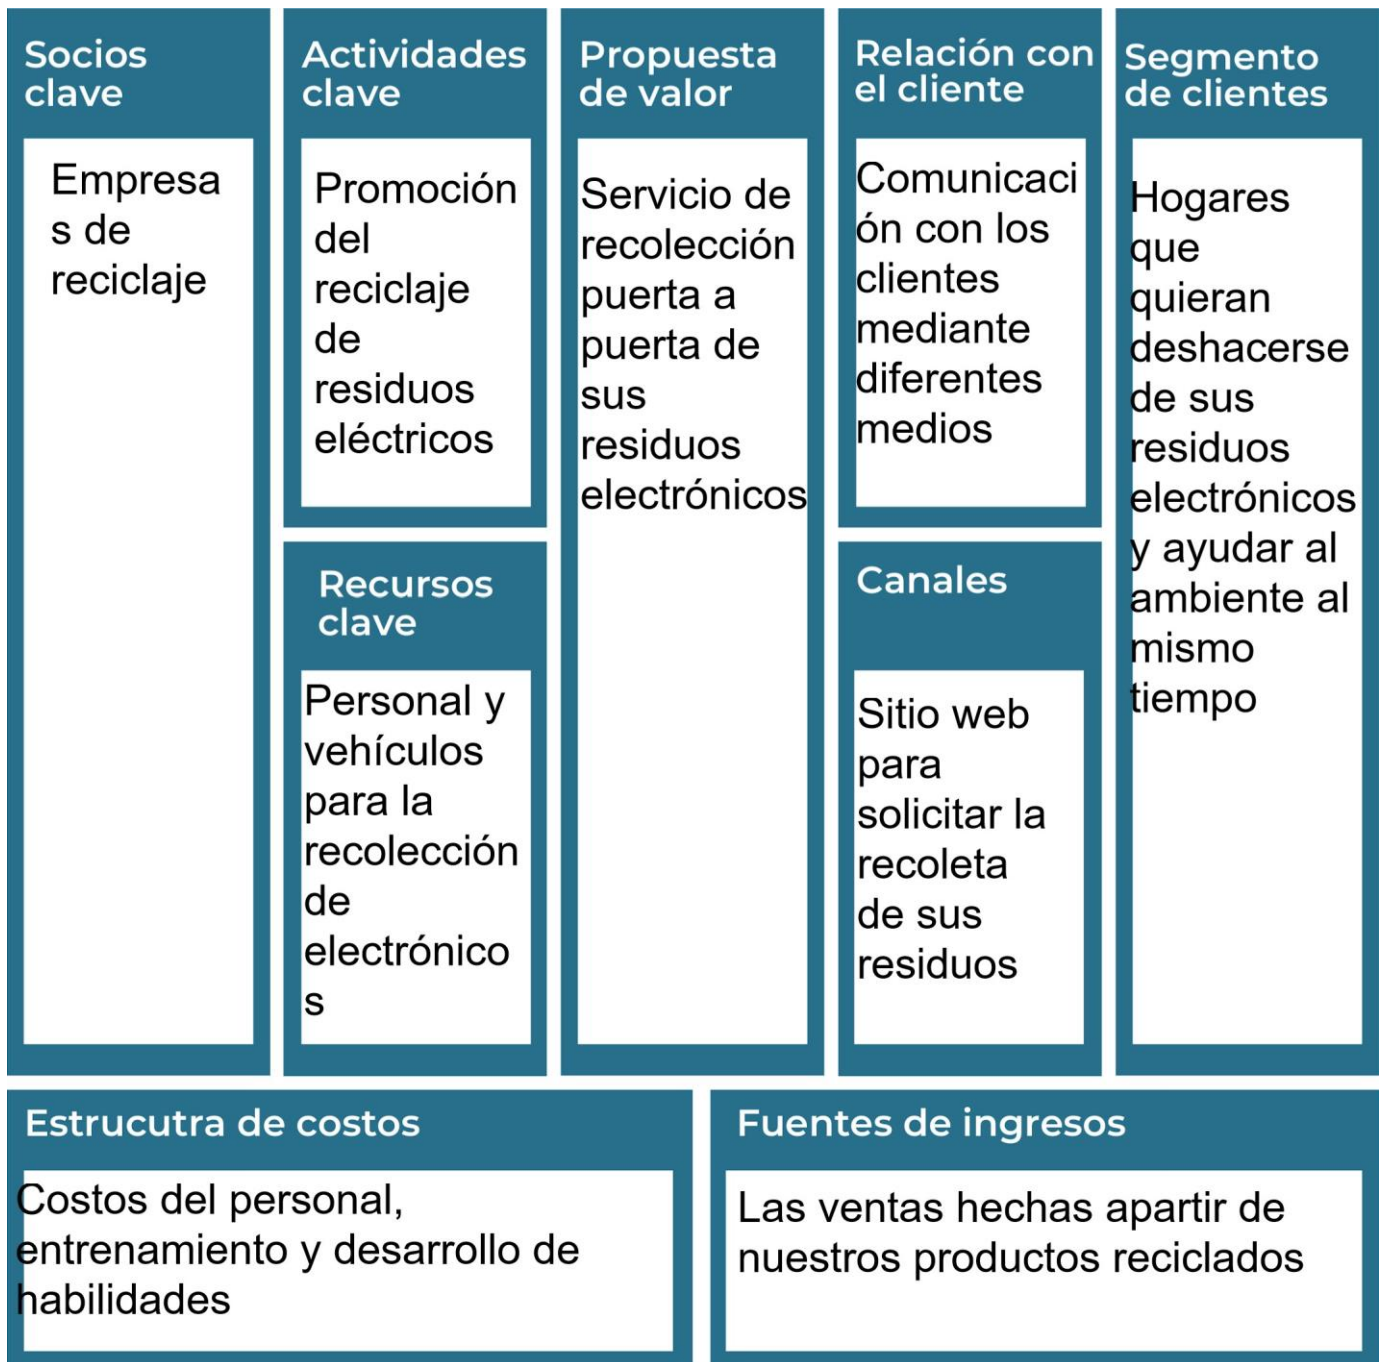 Socios
clave
Empresa
s de
reciclaje
Actividades
clave
Promoción
del
reciclaje
de
residuos
eléctricos
Recursos
clave
Personal y
vehículos
para la
recolección
de
electrónico
s
Propuesta
de valor
Servicio de
recolección
puerta a
puerta de
sus
residuos
electrónicos
Relación con
el cliente
Comunicaci
ón con los
clientes
mediante
diferentes
medios
Canales
Sitio web
para
solicitar la
recoleta
de sus
residuos
Segmento
de clientes
Hogares
que
quieran
deshacerse
de sus
residuos
electrónicos
y ayudar al
ambiente al
mismo
tiempo
Estrucutra de costos
Costos del personal,
entrenamiento y desarrollo de
habilidades
Fuentes de ingresos
Las ventas hechas apartir de
nuestros productos reciclados